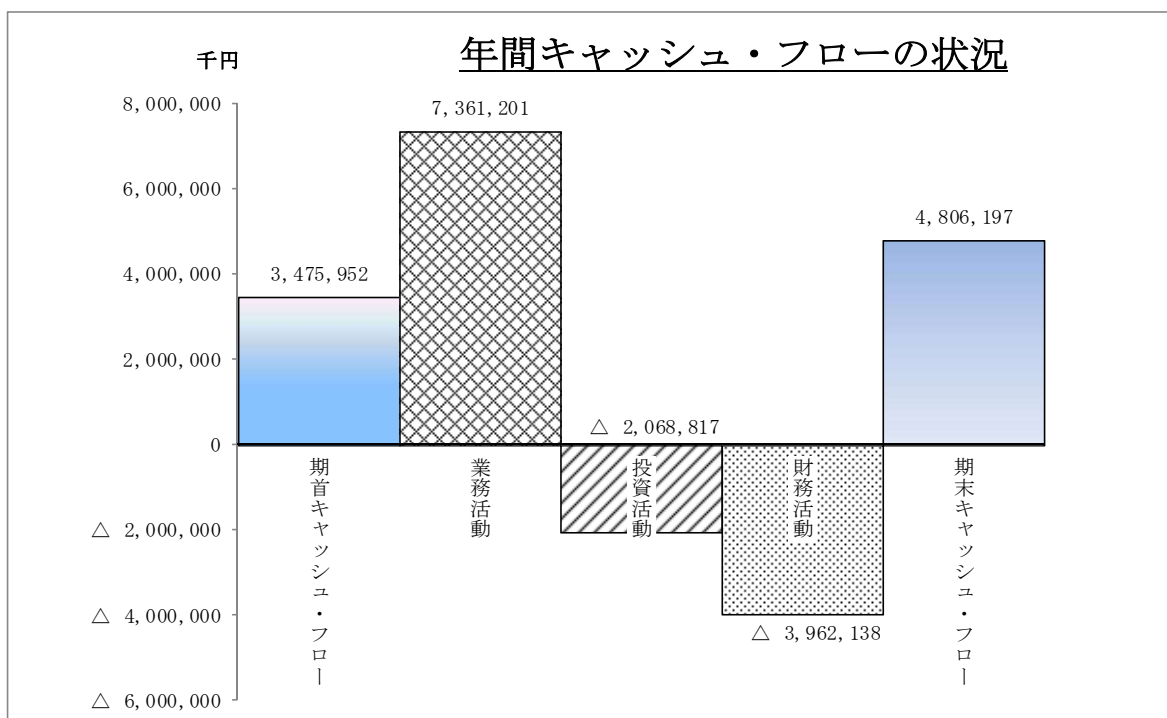 年間キャッシュ・フローの状況
千円
8,000,000
6,000,000
4,000,000
2,000,000
0
△ 2,000,000
△ 4,000,000
△ 6,000,000
3,475,952
7,361,201
△ 2,068,817
△ 3,962,138
4,806,197
期首キャッシュ・フロー
業務活動
投資活動
財務活動
期末キャッシュ・フロー